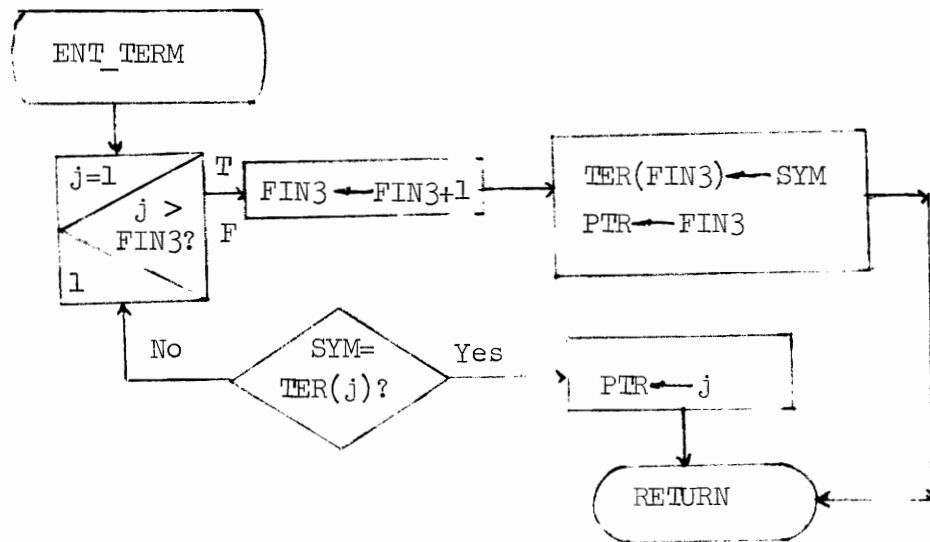 ENT_TERM
j=1
j >
FIN3?
1
T
F
FIN3 ← FIN3+1
TER(FIN3) ← SYM
PTR ← FIN3
No
SYM=
TER(j)?
Yes
PTR ← j
RETURN